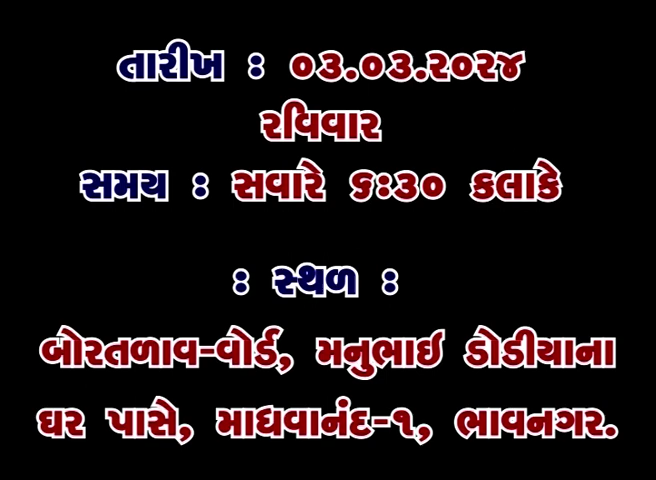 તારીખ : ૦૩.૦૩.૨૦૨૪
રવિવાર
સમય : સવારે ૬:૩૦ કલાકે
: સ્થળ :
બોરતળાવ-વોર્ડ, મનુભાઇ ડોડીયાના
ઘર પાસે, માધવાનંદ-૧, ભાવનગર.